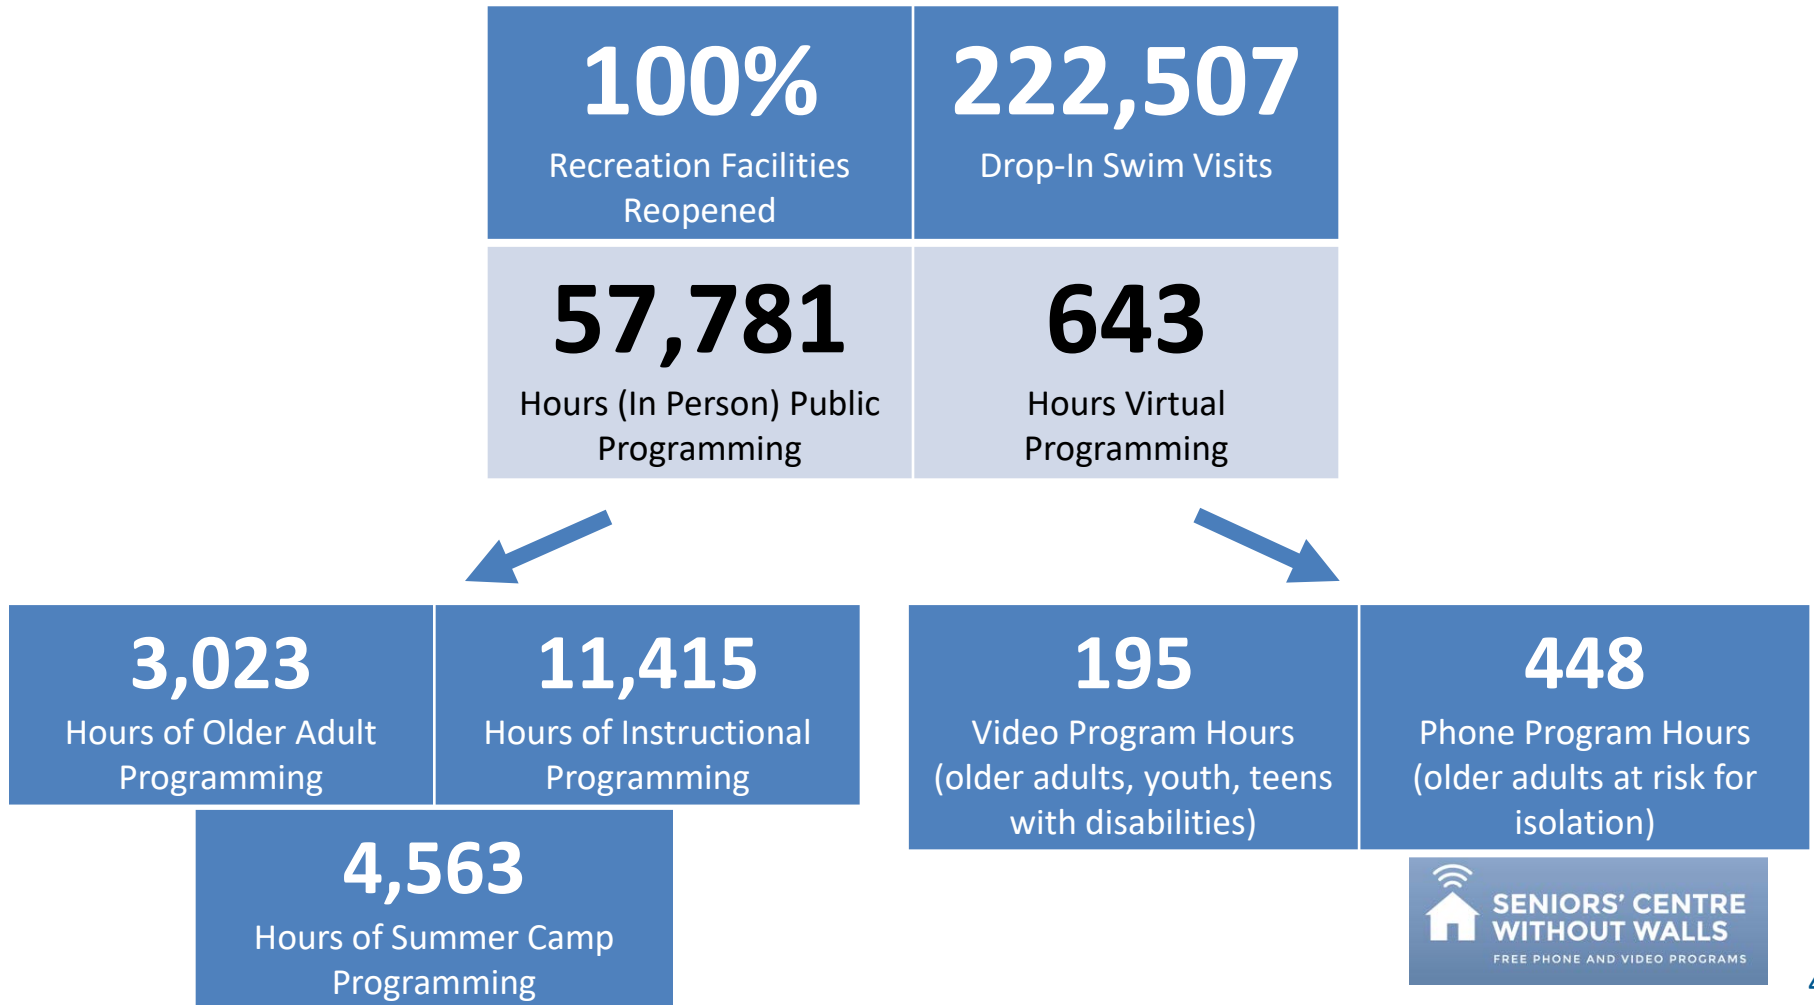 100%
Recreation Facilities
Reopened
222,507
Drop-In Swim Visits
57,781
Hours (In Person) Public
Programming
643
Hours Virtual
Programming
3,023
Hours of Older Adult
Programming
11,415
Hours of Instructional
Programming
4,563
Hours of Summer Camp
Programming
195
Video Program Hours
(older adults, youth, teens
with disabilities)
448
Phone Program Hours
(older adults at risk for
isolation)
SENIORS' CENTRE
WITHOUT WALLS
FREE PHONE AND VIDEO PROGRAMS